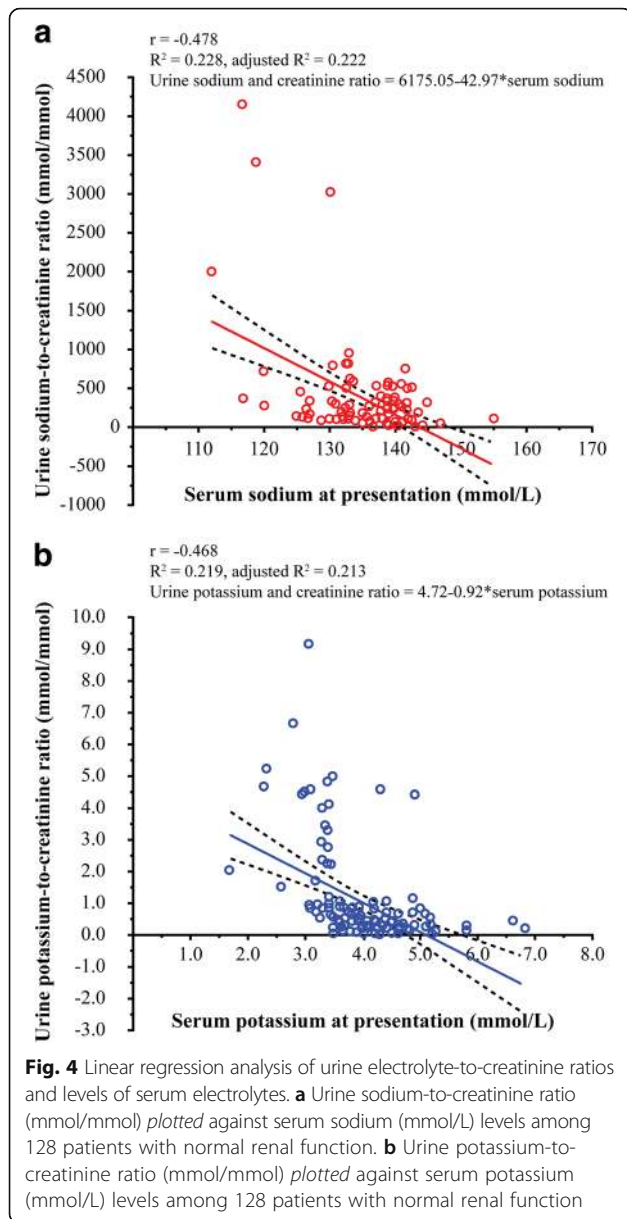 a
r = -0.478
R² = 0.228, adjusted R² = 0.222
Urine sodium and creatinine ratio = 6175.05-42.97*serum sodium
Urine sodium-to-creatinine ratio (mmol/mmol)
4500
4000
3500
3000
2500
2000
1500
1000
500
0
-500
-1000
110 120 130 140 150 160 170
Serum sodium at presentation (mmol/L)
b
r = -0.468
R² = 0.219, adjusted R² = 0.213
Urine potassium and creatinine ratio = 4.72-0.92*serum potassium
Urine potassium-to-creatinine ratio (mmol/mmol)
10.0
9.0
8.0
7.0
6.0
5.0
4.0
3.0
2.0
1.0
0.0
-1.0
-2.0
-3.0
1.0 2.0 3.0 4.0 5.0 6.0 7.0 8.0
Serum potassium at presentation (mmol/L)
Fig. 4 Linear regression analysis of urine electrolyte-to-creatinine ratios
and levels of serum electrolytes. a Urine sodium-to-creatinine ratio
(mmol/mmol) plotted against serum sodium (mmol/L) levels among
128 patients with normal renal function. b Urine potassium-to-
creatinine ratio (mmol/mmol) plotted against serum potassium
(mmol/L) levels among 128 patients with normal renal function